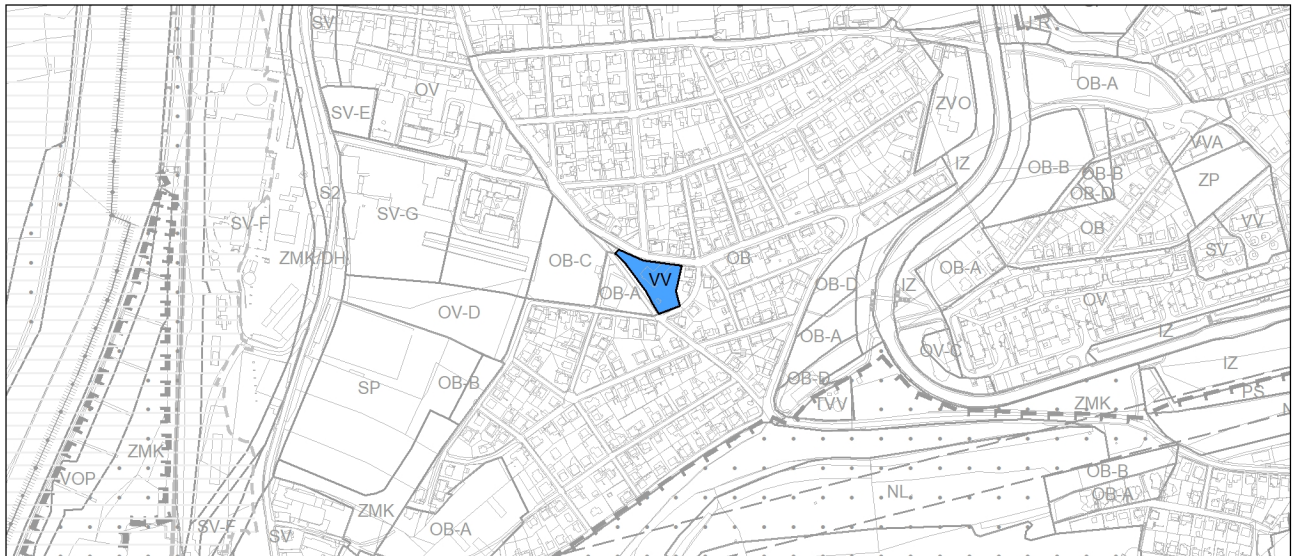 SV
OV
SV-E
ZVO
OB-A
VVA
IZ
OB-B
OB-B
OB-D
ZP
S2
SV-G
SV-F
ZMK/DH
OB
VV
SV
OB-C
VV
OB
OB-A
OB-A
OB-D
IZ
OV
OV-D
OB-A
OV-C
IZ
IZ
SP
OB-B
OB-D
TVV
ZMK
PS
ZMK
VOP
NL
OB-B
OB-A
SV-F
SV
ZMK
OB-A